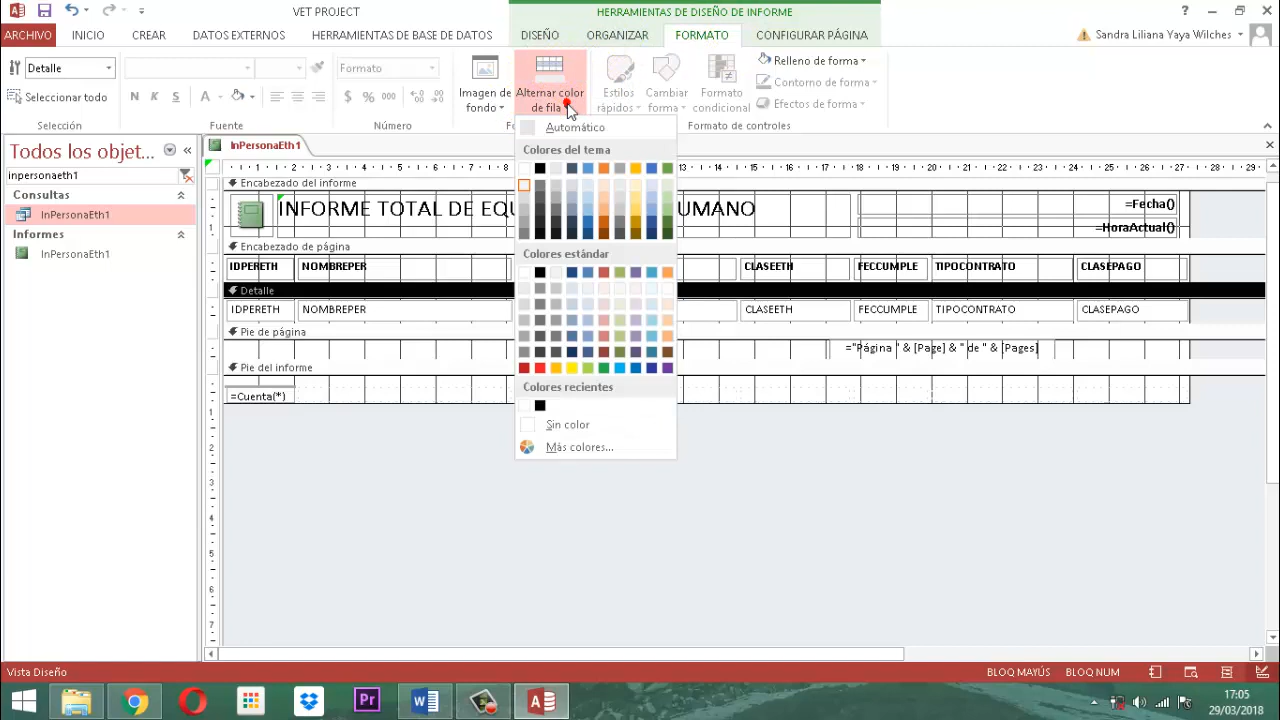 VET PROJECT
HERRAMIENTAS DE DISEÑO DE INFORME
ARCHIVO INICIO CREAR DATOS EXTERNOS HERRAMIENTAS DE BASE DE DATOS DISEÑO ORGANIZAR FORMATO CONFIGURAR PÁGINA Sandra Liliana Yaya Wilches
Detalle
Seleccionar todo
Selección
N K S A
Fuente
Formato
$ % 000
Número
Imagen de fondo
Alternar color de fila
Estilos rápidos
Cambiar forma
Formato condicional
Relleno de forma
Contorno de forma
Efectos de forma
Formato de controles
Automático
Colores del tema
Colores estándar
Colores recientes
Sin color
Más colores...
Todos los objet...
inpersonaeth1
Consultas
InPersonaEth1
Informes
InPersonaEth1
InPersonaEth1
Encabezado del informe
INFORME TOTAL DE EQU UMANO
=Fecha()
=HoraActual()
Encabezado de página
IDPERETH NOMBREPER CLASEETH FECCUMPLE TIPOCONTRATO CLASEPAGO
Detalle
IDPERETH NOMBREPER CLASEETH FECCUMPLE TIPOCONTRATO CLASEPAGO
Pie de página
="Página " & [Page] & " de " & [Pages]
Pie del informe
=Cuenta(*)
Vista Diseño BLOQ MAYÚS BLOQ NUM
17:05
29/03/2018